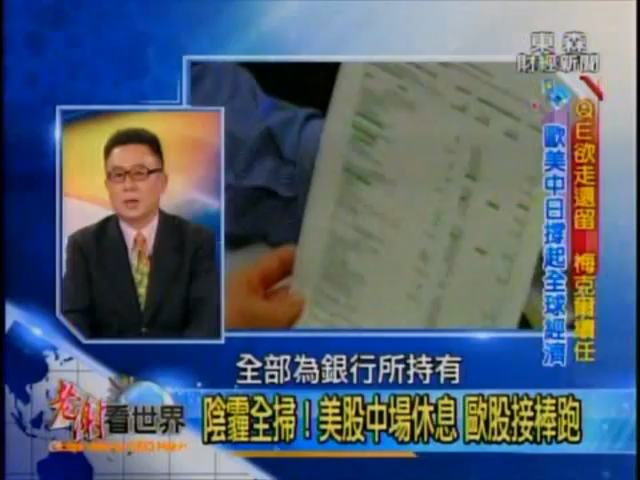 東森
財經新聞
QE欲走還留 梅克爾續任
歐美中日撐起全球經濟
全部為銀行所持有
老謝看世界
陰霾全掃！美股中場休息 歐股接棒跑